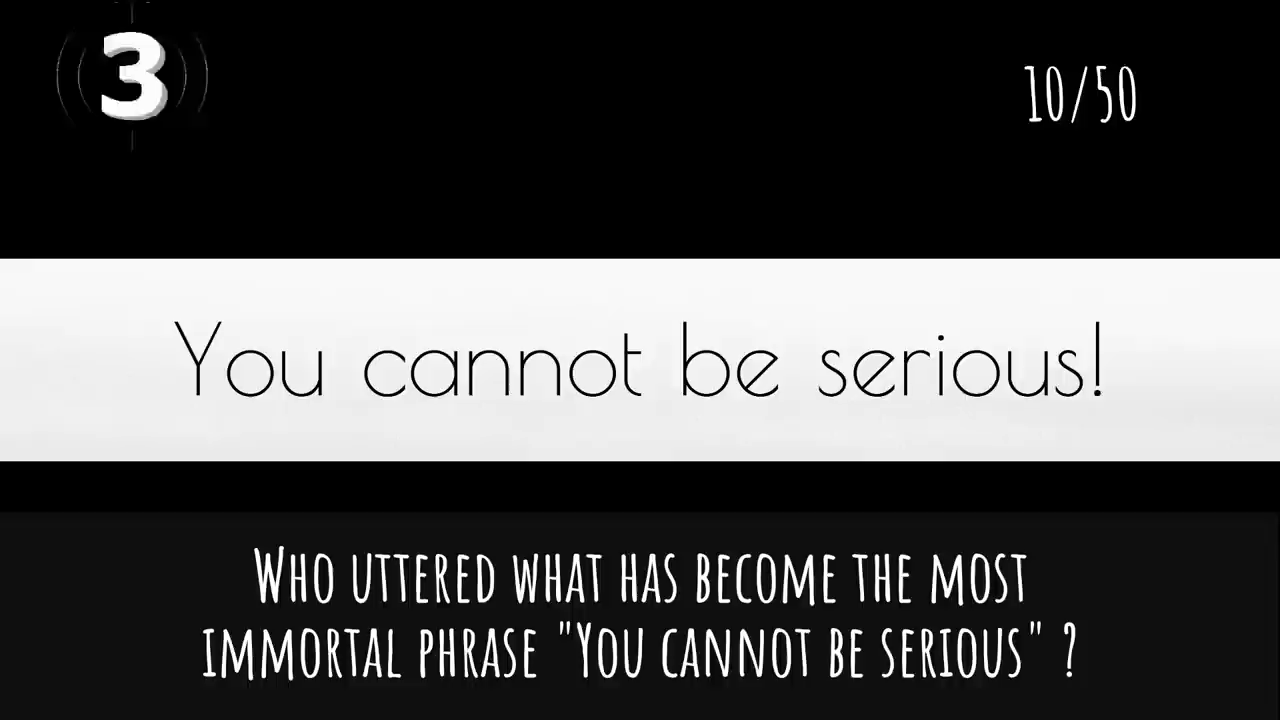 3
10/50
You cannot be serious!
Who uttered what has become the most
immortal phrase "You cannot be serious" ?